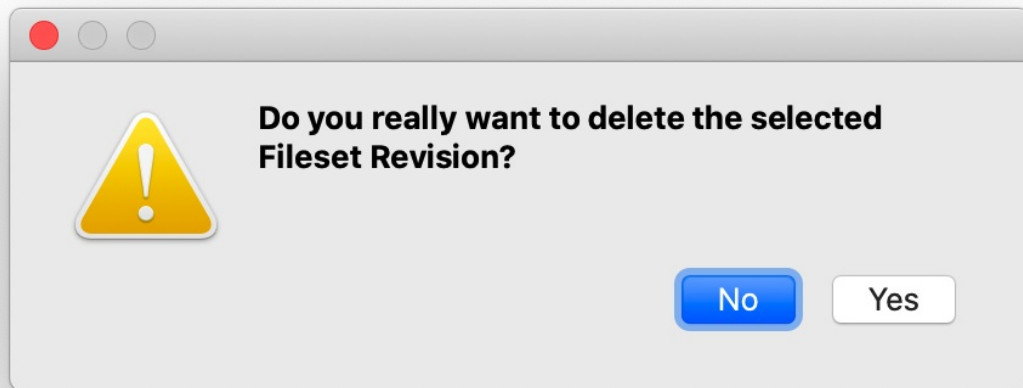 Do you really want to delete the selected
Fileset Revision?
No Yes